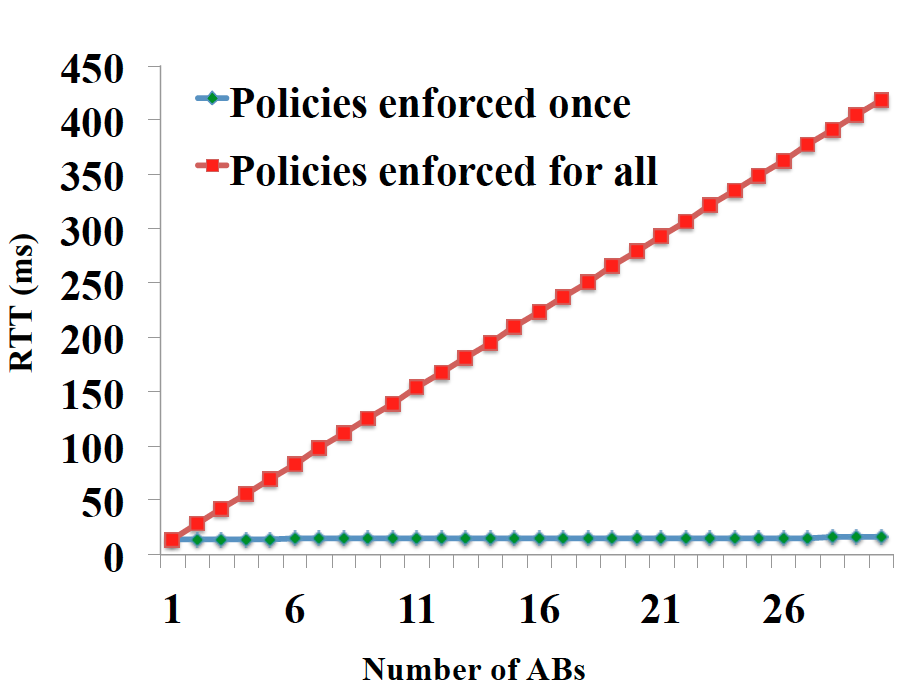 450
400
350
300
250
200
150
100
50
0
Policies enforced once
Policies enforced for all
RTT (ms)
1 6 11 16 21 26
Number of ABs